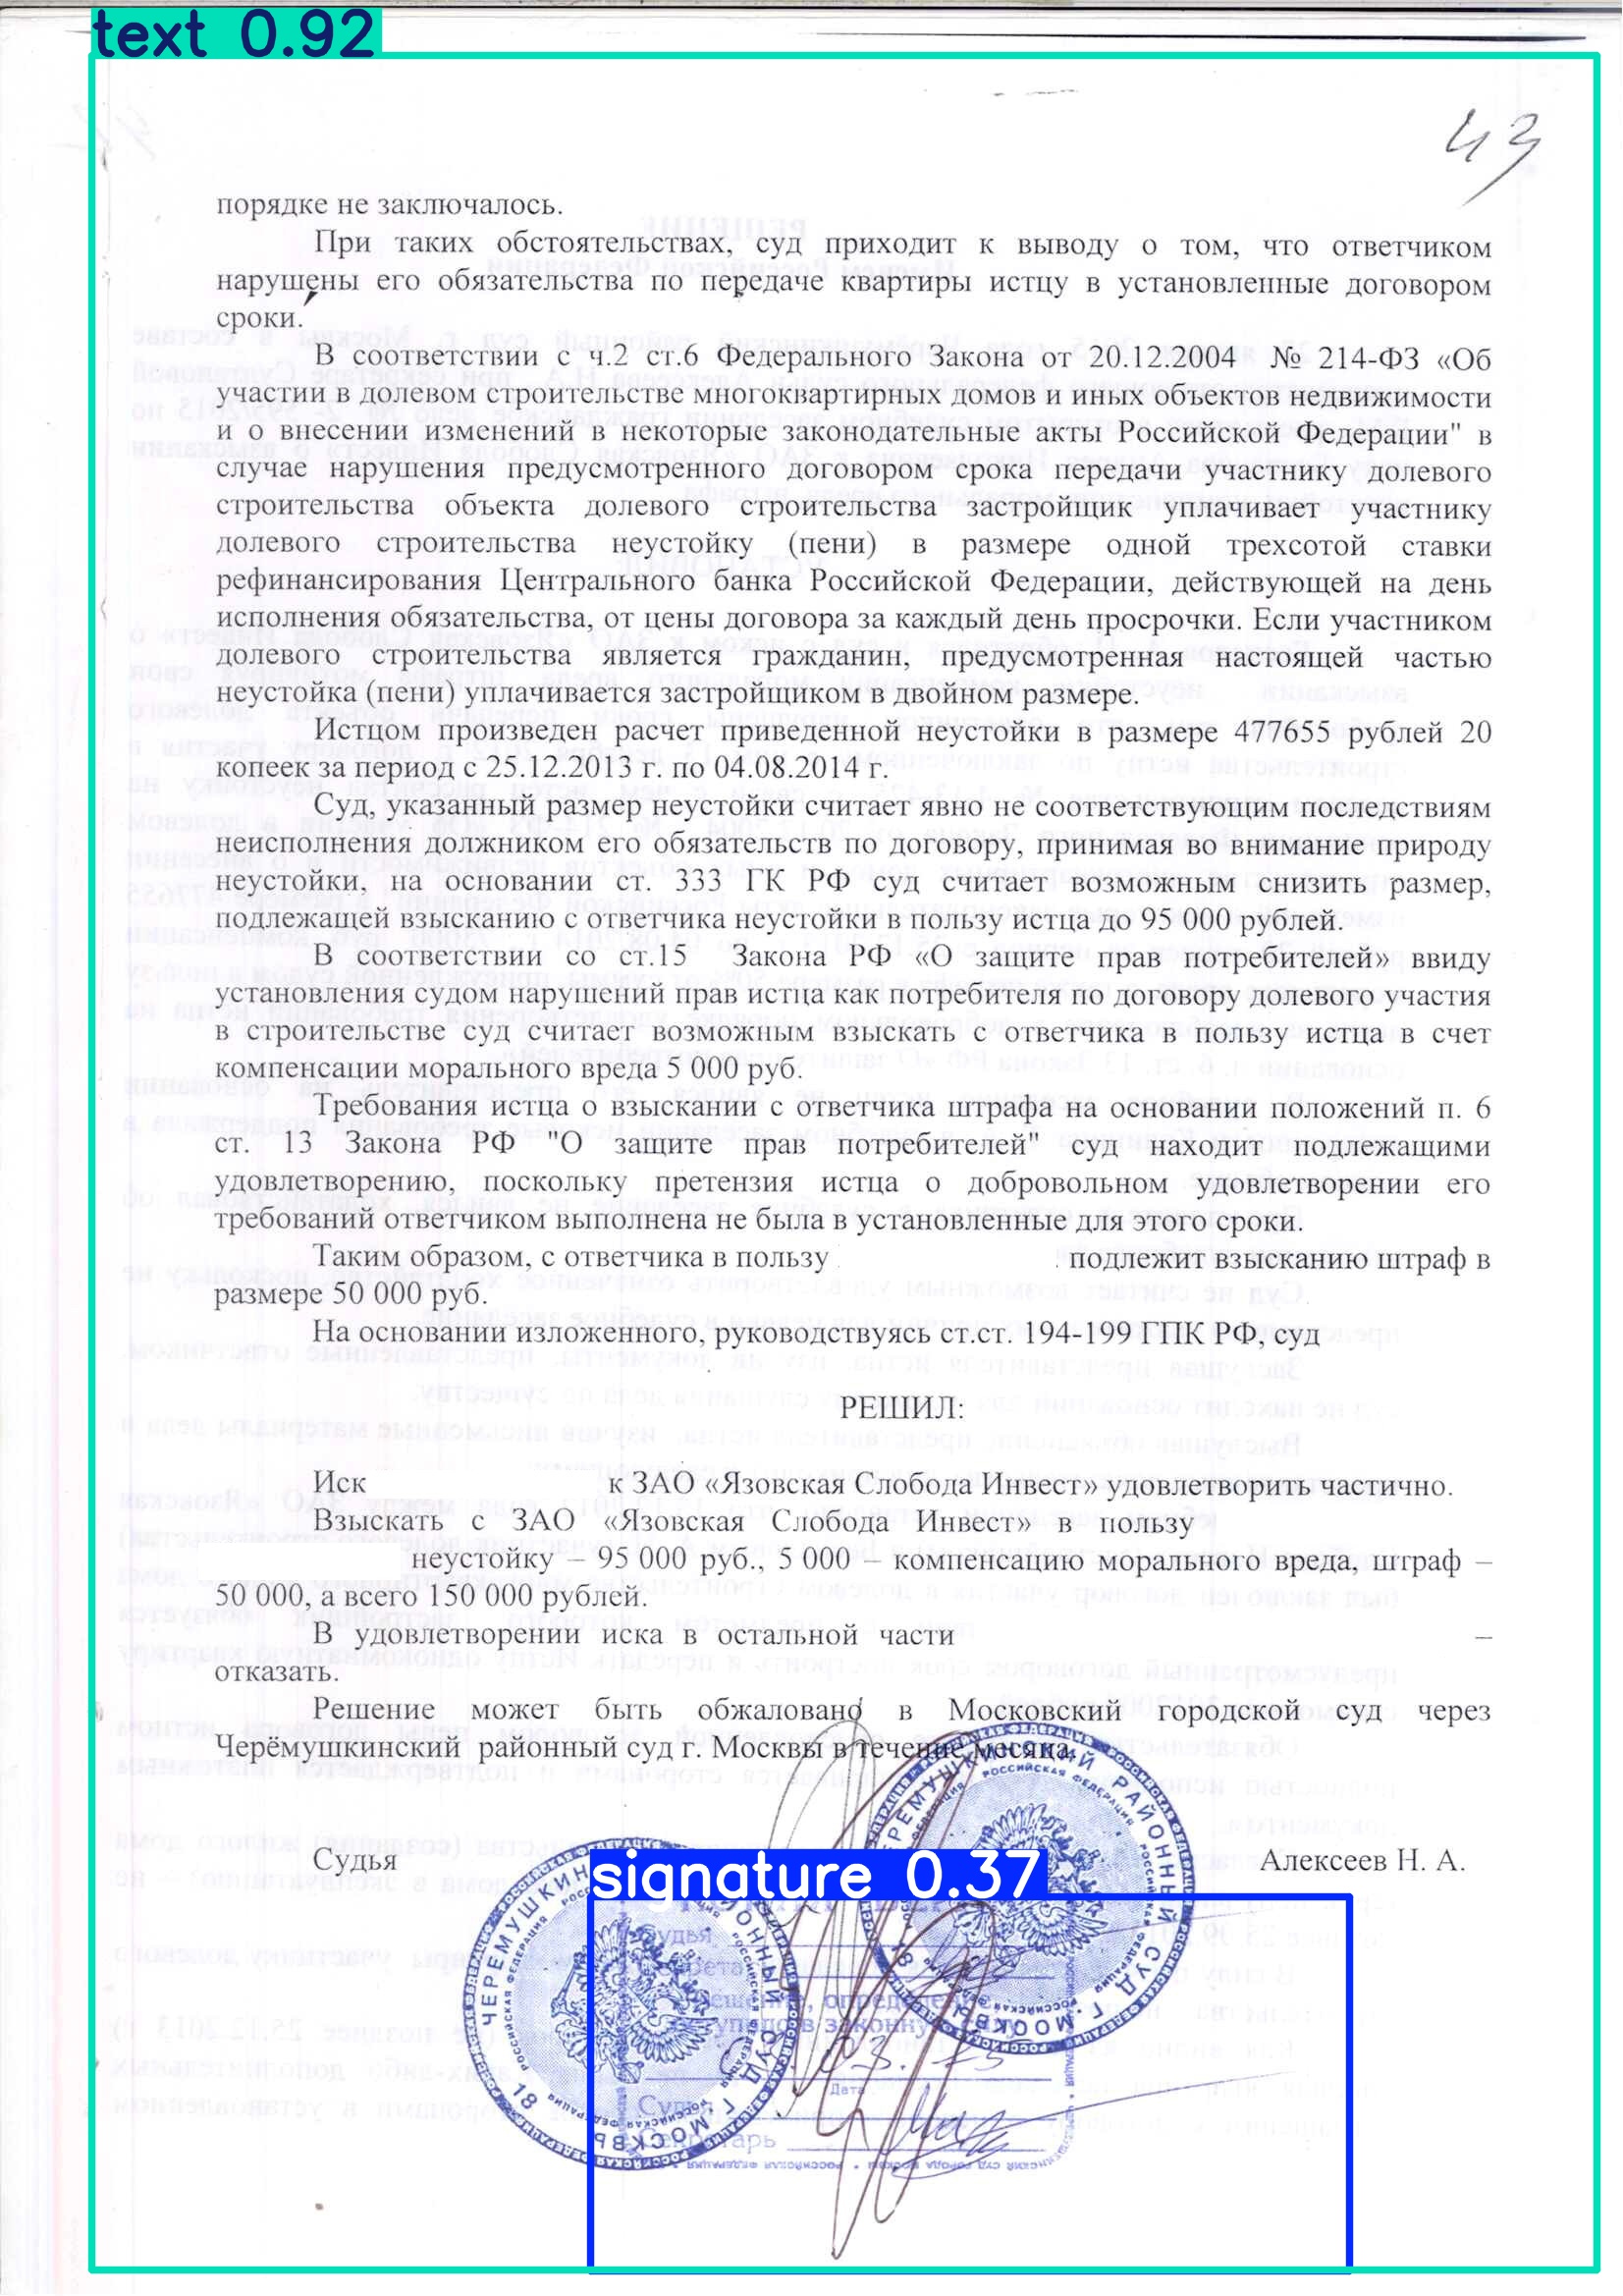 text 0.92
43
порядке не заключалось.
При таких обстоятельствах, суд приходит к выводу о том, что ответчиком
нарушены его обязательства по передаче квартиры истцу в установленные договором
сроки.
В соответствии с ч.2 ст.6 Федерального Закона от 20.12.2004 № 214-ФЗ «Об
участии в долевом строительстве многоквартирных домов и иных объектов недвижимости
и о внесении изменений в некоторые законодательные акты Российской Федерации" в
случае нарушения предусмотренного договором срока передачи участнику долевого
строительства объекта долевого строительства застройщик уплачивает участнику
долевого строительства неустойку (пени) в размере одной трехсотой ставки
рефинансирования Центрального банка Российской Федерации, действующей на день
исполнения обязательства, от цены договора за каждый день просрочки. Если участником
долевого строительства является гражданин, предусмотренная настоящей частью
неустойка (пени) уплачивается застройщиком в двойном размере.
Истцом произведен расчет приведенной неустойки в размере 477655 рублей 20
копеек за период с 25.12.2013 г. по 04.08.2014 г.
Суд, указанный размер неустойки считает явно не соответствующим последствиям
неисполнения должником его обязательств по договору, принимая во внимание природу
неустойки, на основании ст. 333 ГК РФ суд считает возможным снизить размер,
подлежащей взысканию с ответчика неустойки в пользу истца до 95 000 рублей.
В соответствии со ст.15 Закона РФ «О защите прав потребителей» ввиду
установления судом нарушений прав истца как потребителя по договору долевого участия
в строительстве суд считает возможным взыскать с ответчика в пользу истца в счет
компенсации морального вреда 5 000 руб.
Требования истца о взыскании с ответчика штрафа на основании положений п. 6
ст. 13 Закона РФ "О защите прав потребителей" суд находит подлежащими
удовлетворению, поскольку претензия истца о добровольном удовлетворении его
требований ответчиком выполнена не была в установленные для этого сроки.
Таким образом, с ответчика в пользу подлежит взысканию штраф в
размере 50 000 руб.
На основании изложенного, руководствуясь ст.ст. 194-199 ГПК РФ, суд
РЕШИЛ:
Иск к ЗАО «Язовская Слобода Инвест» удовлетворить частично.
Взыскать с ЗАО «Язовская Слобода Инвест» в пользу
неустойку – 95 000 руб., 5 000 – компенсацию морального вреда, штраф –
50 000, а всего 150 000 рублей.
В удовлетворении иска в остальной части –
отказать.
Решение может быть обжаловано в Московский городской суд через
Черёмушкинский районный суд г. Москвы в течение месяца.
Судья Алексеев Н. А.
signature 0.37
ЧЕРЕМУШКИНСКИЙ РАЙОННЫЙ СУД Г. МОСКВЫ
РОССИЙСКАЯ ФЕДЕРАЦИЯ
18
Судья
определение
в законную силу
Дата
Судья
Секретарь